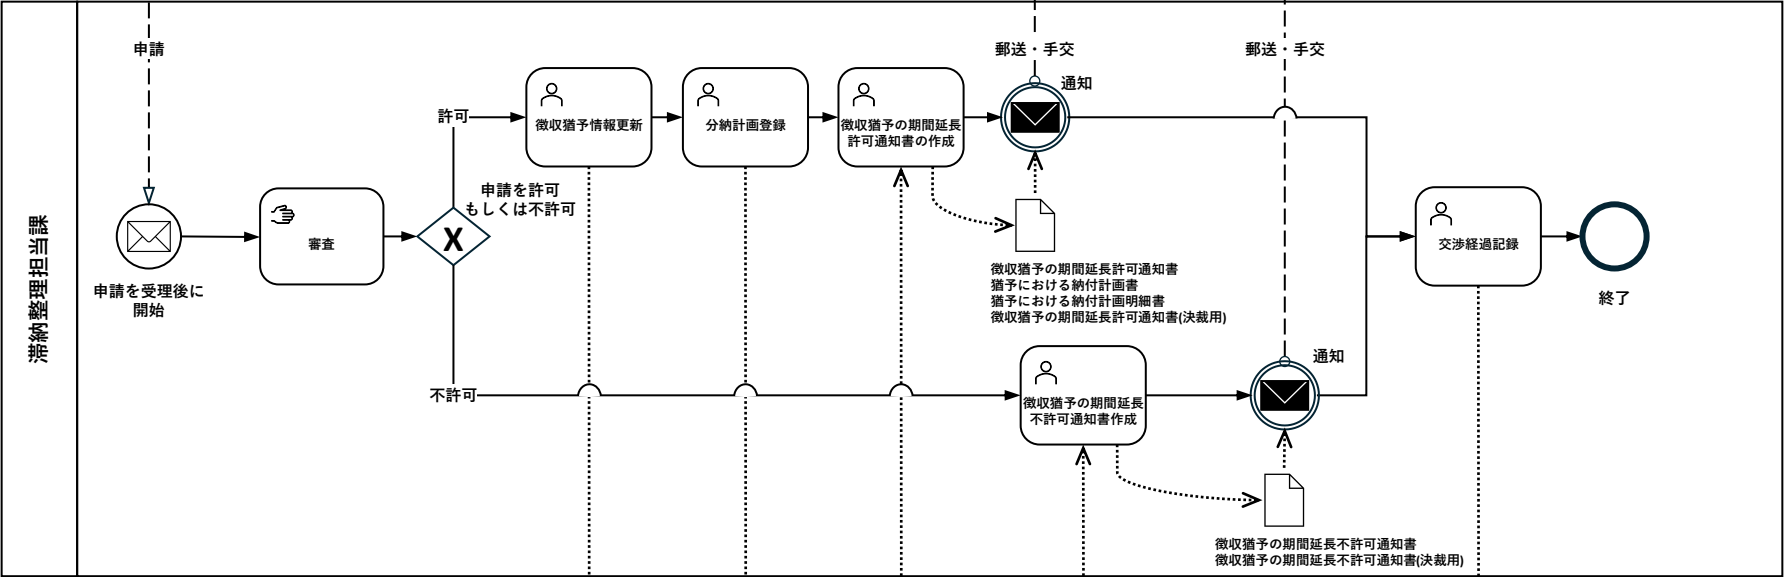 滞納整理担当課
申請
申請を受理後に
開始
審査
申請を許可
もしくは不許可
X
許可
不許可
徴収猶予情報更新
分納計画登録
徴収猶予の期間延長
許可通知書の作成
郵送・手交
通知
徴収猶予の期間延長許可通知書
猶予における納付計画書
猶予における納付計画明細書
徴収猶予の期間延長許可通知書(決裁用)
徴収猶予の期間延長
不許可通知書作成
郵送・手交
通知
徴収猶予の期間延長不許可通知書
徴収猶予の期間延長不許可通知書(決裁用)
交渉経過記録
終了